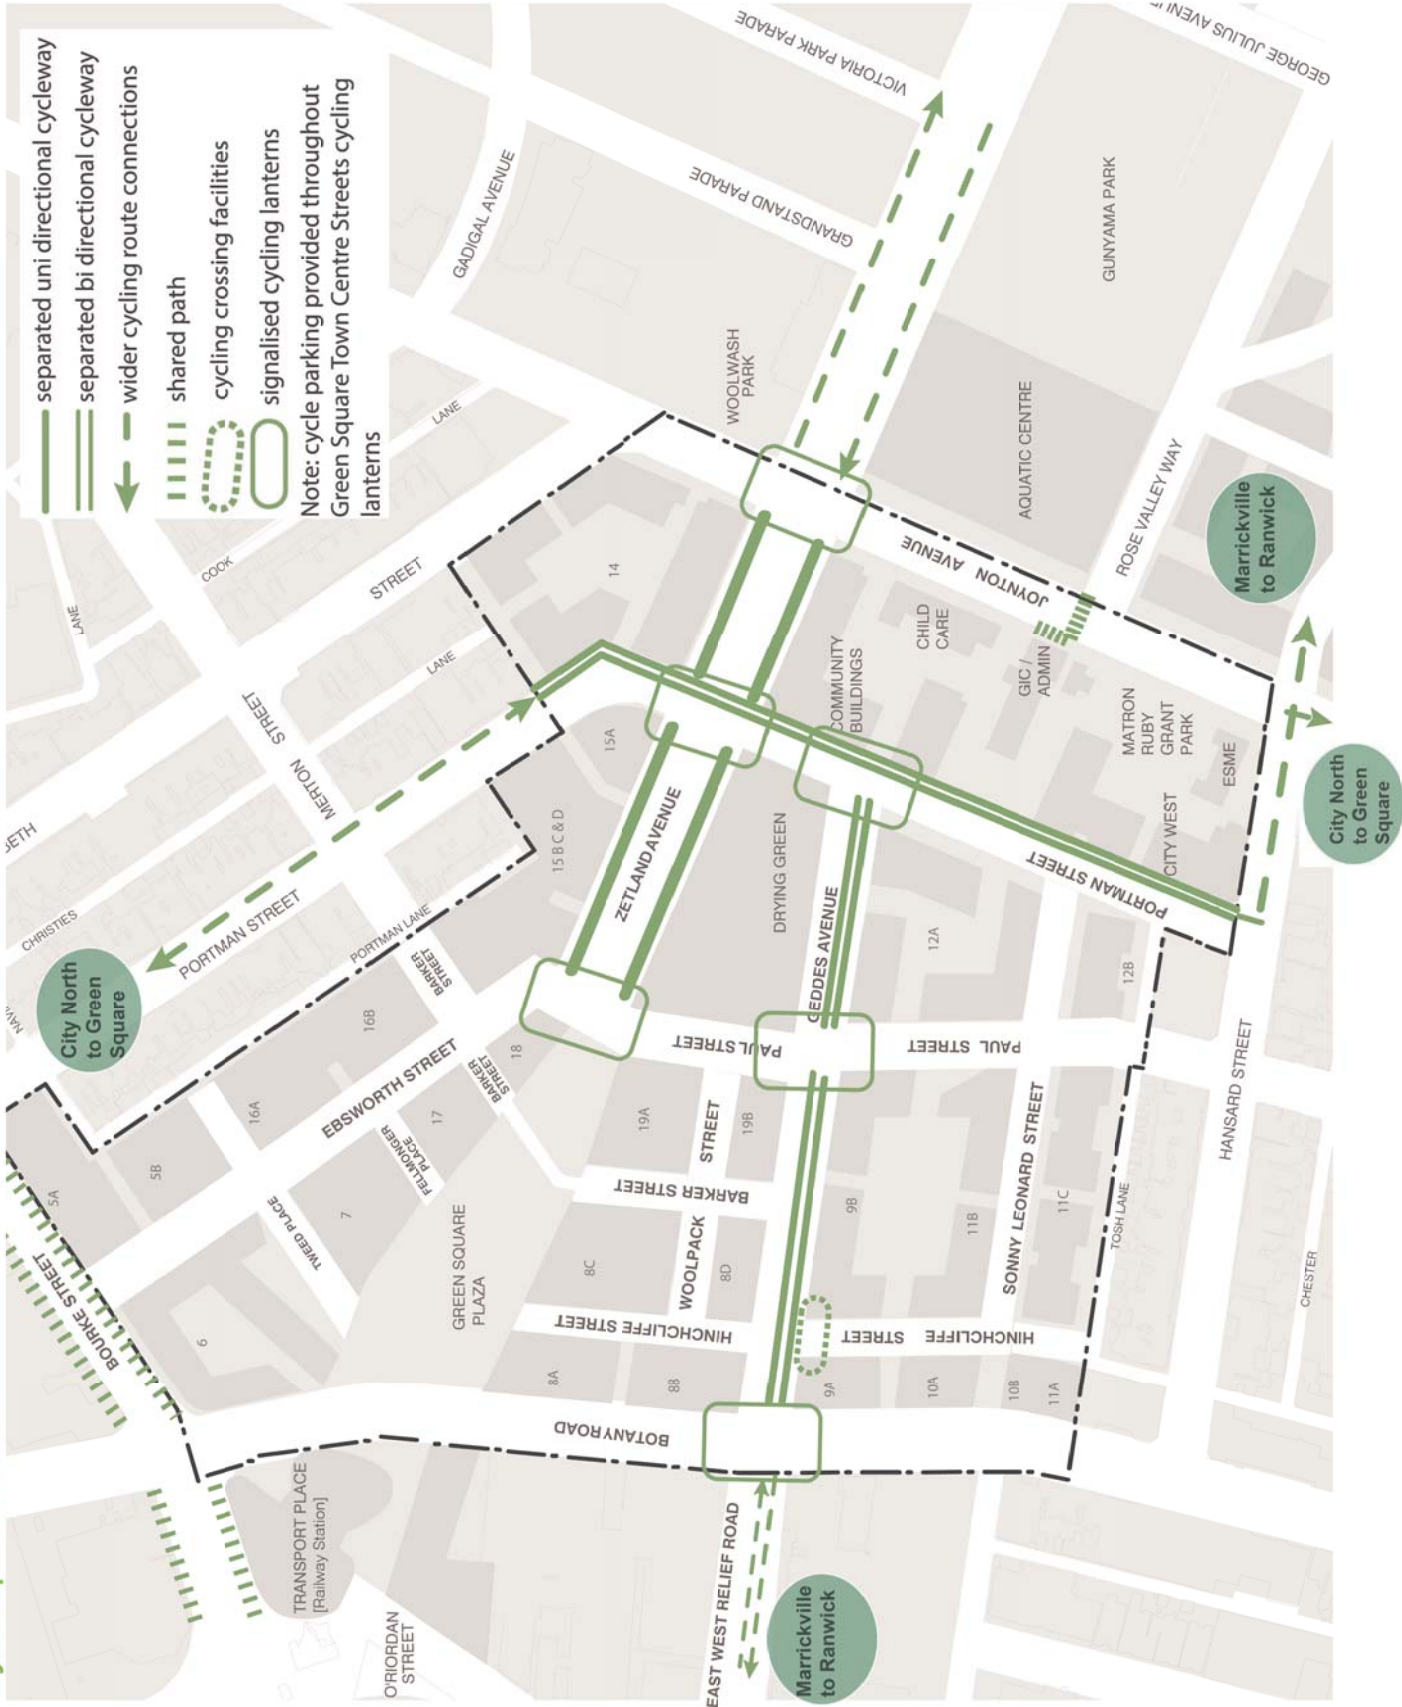 separated uni directional cycleway
separated bi directional cycleway
wider cycling route connections
shared path
cycling crossing facilities
signalised cycling lanterns
Note: cycle parking provided throughout
Green Square Town Centre Streets cycling
lanterns
VICTORIA PARK PARADE
GEORGE JULIUS AVENUE
GRANDSTAND PARADE
GADIGAL AVENUE
GUNYAMA PARK
WOOLWASH
PARK
AQUATIC CENTRE
ROSE VALLEY WAY
LANE
COOK
STREET
LANE
LANE
MERTON STREET
JOYNTON AVENUE
14
CHILD
CARE
GIC /
ADMIN
COMMUNITY
BUILDINGS
MATRON
RUBY
GRANT
PARK
ESME
CITY WEST
Marrickville
to Ranwick
City North
to Green
Square
15A
15 B C & D
ZETLAND AVENUE
DRYING GREEN
GEDDES AVENUE
12A
12B
PORTMAN STREET
CHRISTIES
PORTMAN STREET
PORTMAN LANE
BARKER
STREET
City North
to Green
Square
16B
16A
EBSWORTH STREET
BARKER
STREET
18
17
FELLMONGER
PLACE
PAUL STREET
PAUL STREET
HANSARD STREET
19A
19B
WOOLPACK STREET
BARKER STREET
SONNY LEONARD STREET
TOSH LANE
CHESTER
5A
5B
BOURKE STREET
TWEED PLACE
7
6
GREEN SQUARE
PLAZA
8C
8D
9B
11B
11C
HINCHCLIFFE STREET
HINCHCLIFFE STREET
8A
8B
9A
10A
10B
11A
BOTANY ROAD
TRANSPORT PLACE
[Railway Station]
O'RIORDAN
STREET
EAST WEST RELIEF ROAD
Marrickville
to Ranwick